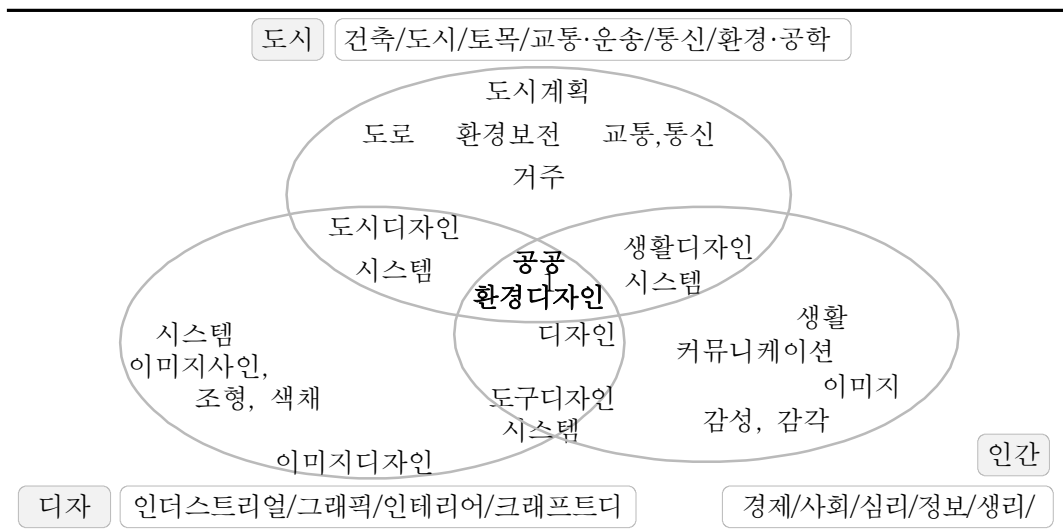 도시 건축/도시/토목/교통·운송/통신/환경·공학
도시계획
도로 환경보전 교통,통신
거주
도시디자인
시스템
공공
환경디자인
생활디자인
시스템
디자인
시스템
이미지사인,
조형, 색채
도구디자인
시스템
이미지디자인
생활
커뮤니케이션
이미지
감성, 감각
인간
디자 인더스트리얼/그래픽/인테리어/크래프트디
경제/사회/심리/정보/생리/